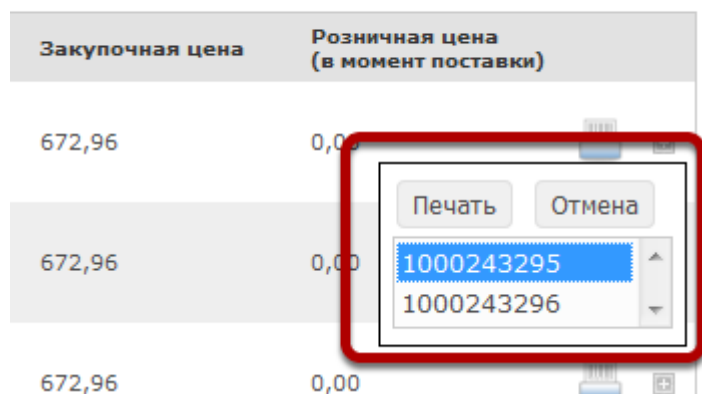 Закупочная цена
Розничная цена
(в момент поставки)
672,96
0,00
Печать
Отмена
672,96
0,00
1000243295
1000243296
672,96
0,00